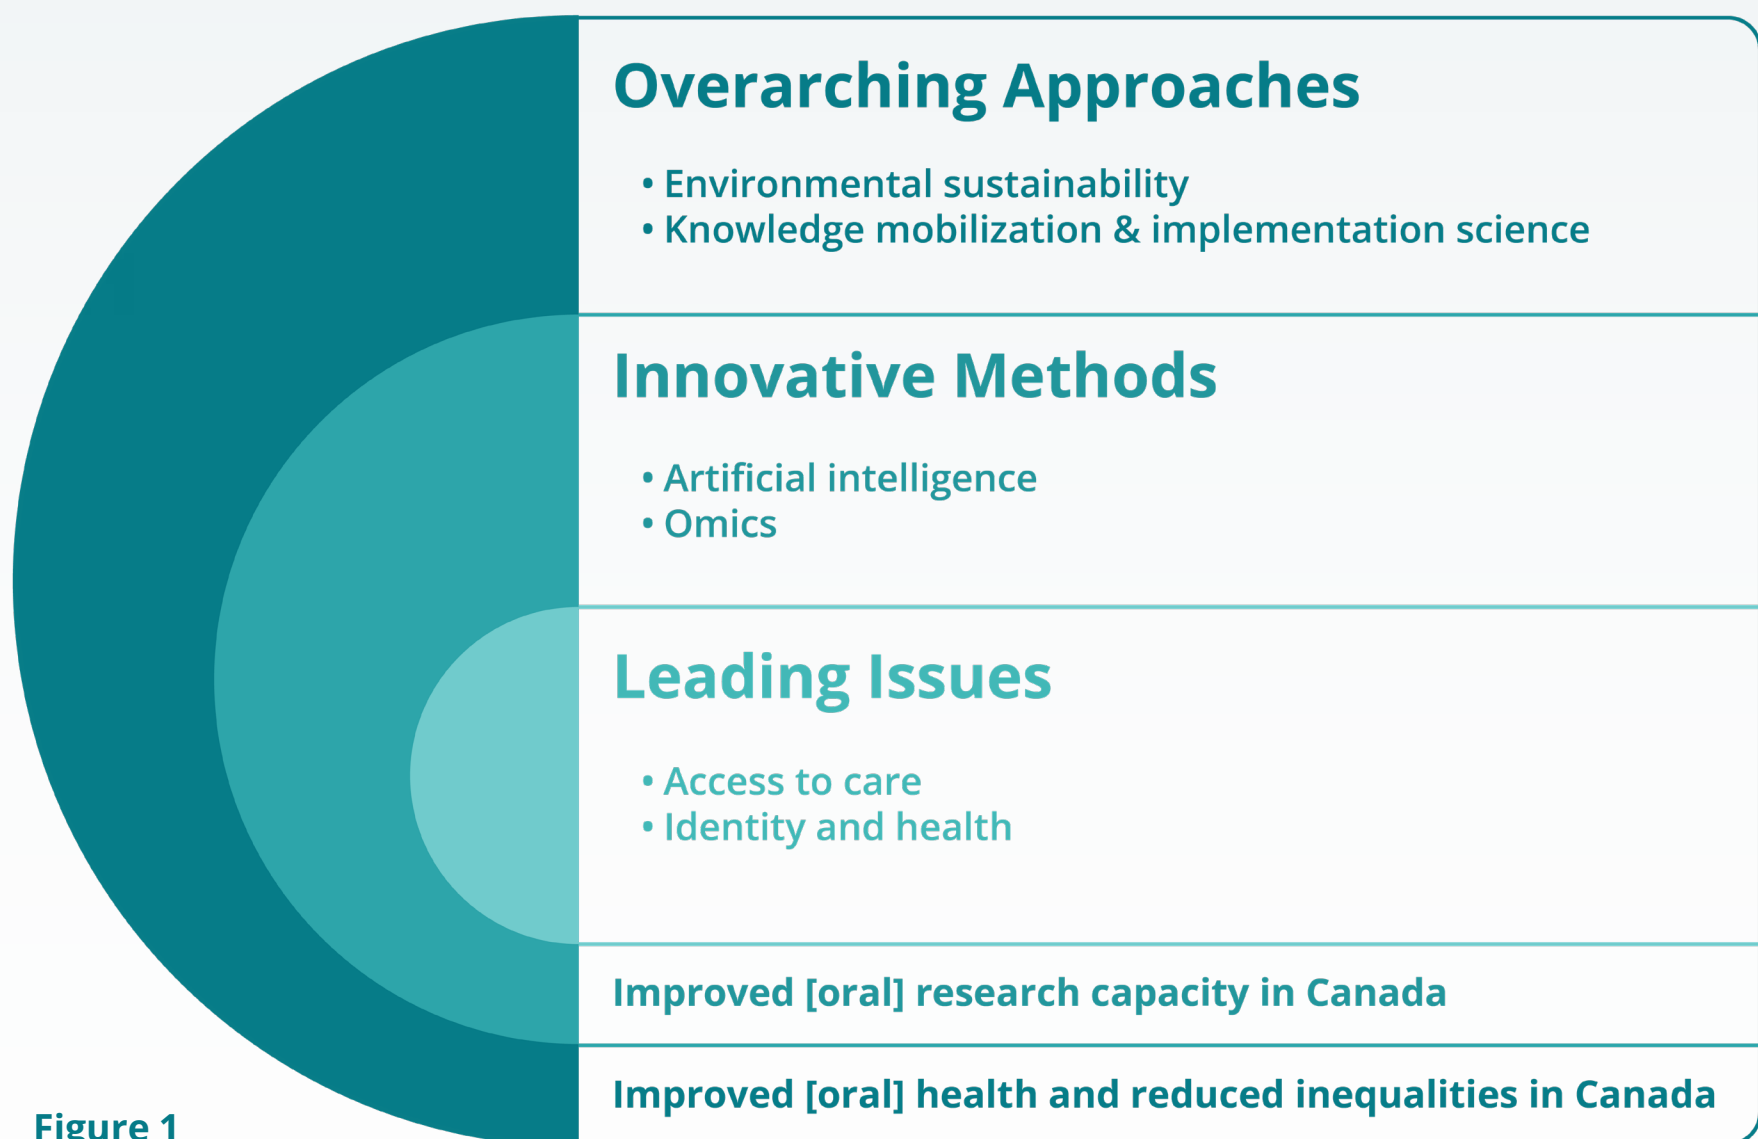 Overarching Approaches
• Environmental sustainability
• Knowledge mobilization & implementation science
Innovative Methods
• Artificial intelligence
• Omics
Leading Issues
• Access to care
• Identity and health
Improved [oral] research capacity in Canada
Improved [oral] health and reduced inequalities in Canada
Figure 1